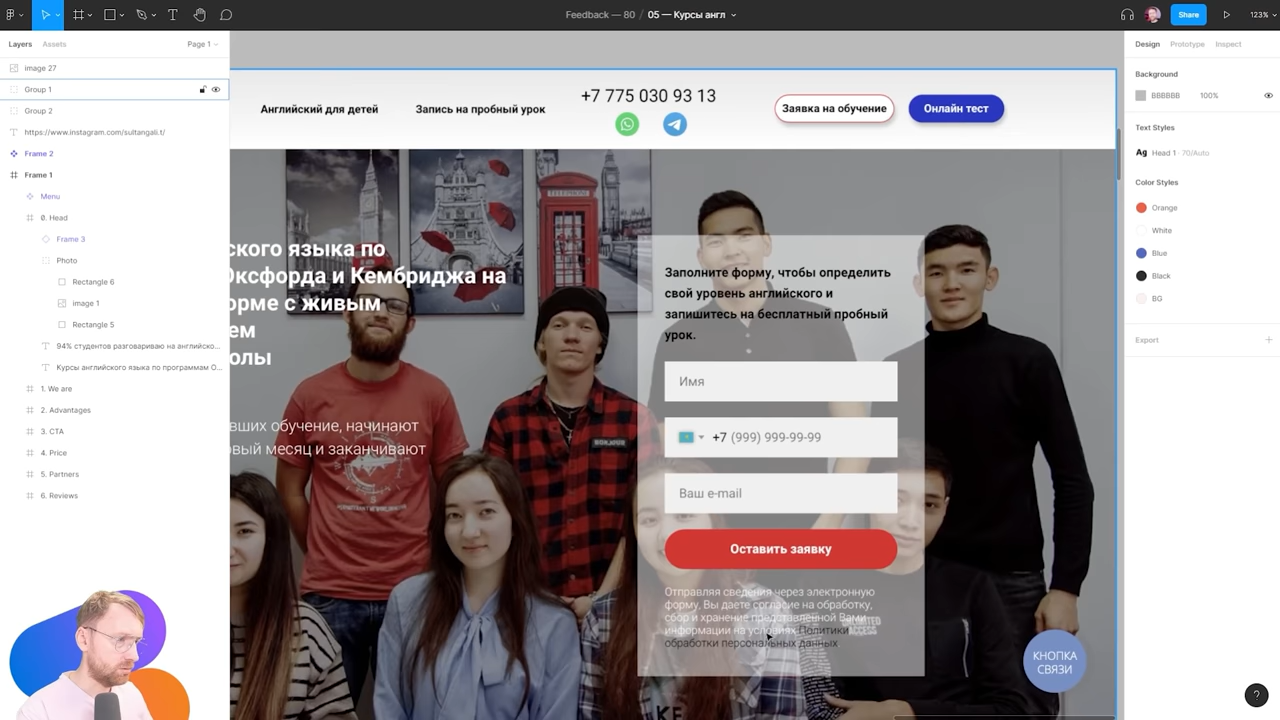 Feedback — 80 / 05 — Курсы англ
Share
123%
Layers
Assets
Page 1
image 27
Group 1
Group 2
https://www.instagram.com/sultangali.t/
Frame 2
Frame 1
Menu
0. Head
Frame 3
Photo
Rectangle 6
image 1
Rectangle 5
94% студентов разговариваю на английско...
Курсы английского языка по программам О...
1. We are
2. Advantages
3. CTA
4. Price
5. Partners
6. Reviews
Английский для детей
Запись на пробный урок
+7 775 030 93 13
Заявка на обучение
Онлайн тест
ского языка по
Оксфорда и Кембриджа на
орме с живым
ем
олы
вших обучение, начинают
вый месяц и заканчивают
Заполните форму, чтобы определить
свой уровень английского и
запишитесь на бесплатный пробный
урок.
Имя
+7 (999) 999-99-99
Ваш e-mail
Оставить заявку
Отправляя сведения через электронную
форму, Вы даете согласие на обработку,
сбор и хранение представленной Вами
информации на условиях Политики
обработки персональных данных
КНОПКА
СВЯЗИ
Design
Prototype
Inspect
Background
BBBBBB
100%
Text Styles
Ag Head 1 · 70/Auto
Color Styles
Orange
White
Blue
Black
BG
Export
?